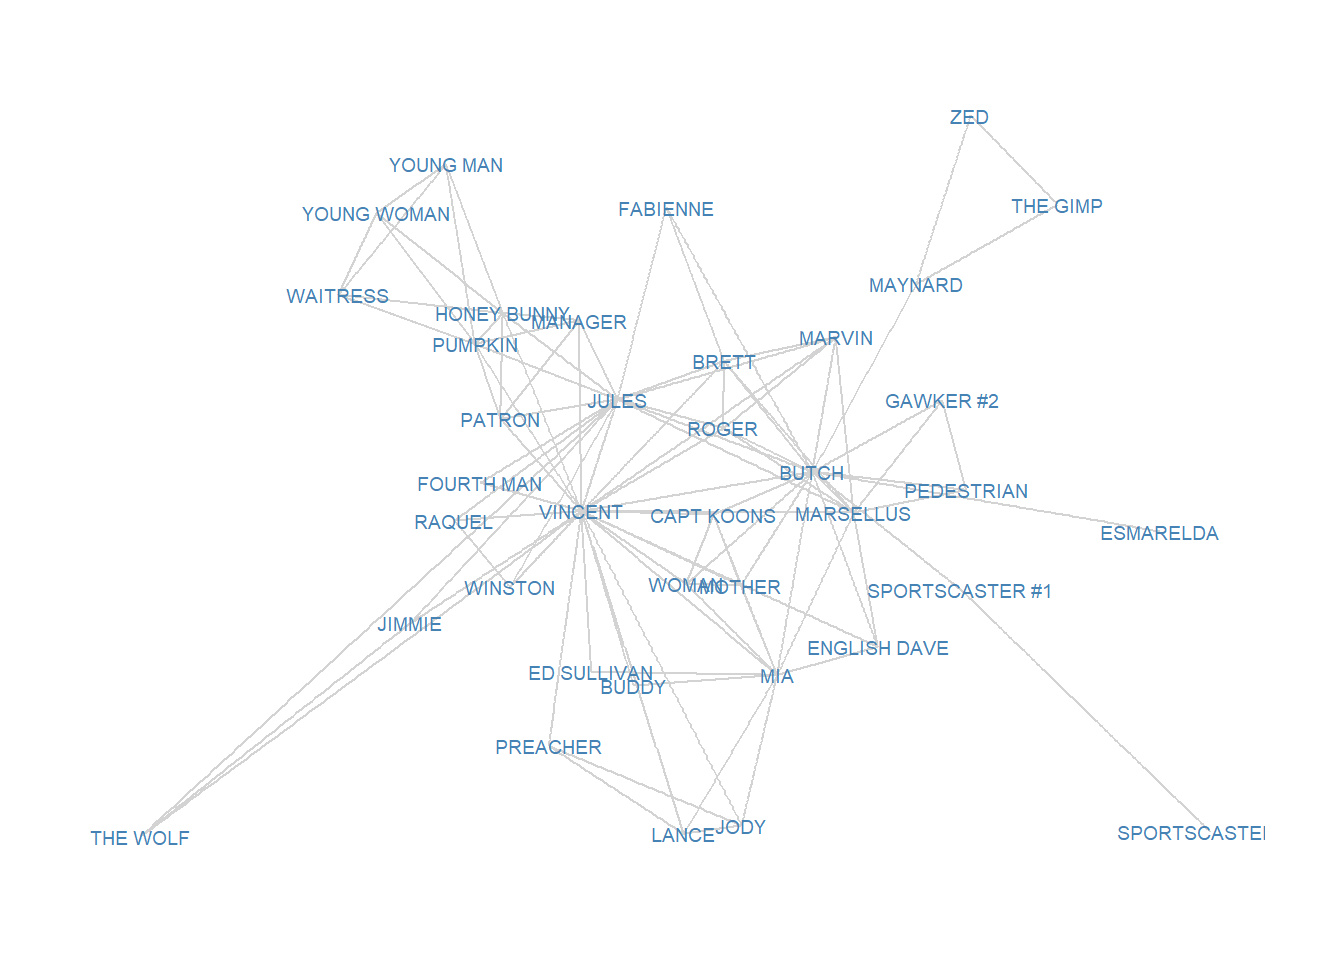 ZED
YOUNG MAN
THE GIMP
FABIENNE
YOUNG WOMAN
MAYNARD
WAITRESS
HONEY BUNNY
MANAGER
MARVIN
PUMPKIN
BRETT
JULES
GAWKER #2
PATRON
ROGER
BUTCH
FOURTH MAN
PEDESTRIAN
VINCENT
MARSELLUS
CAPT KOONS
RAQUEL
ESMARELDA
WOMAN
MOTHER
WINSTON
SPORTSCASTER #1
JIMMIE
ENGLISH DAVE
ED SULLIVAN
MIA
BUDDY
PREACHER
JODY
SPORTSCASTER
LANCE
THE WOLF